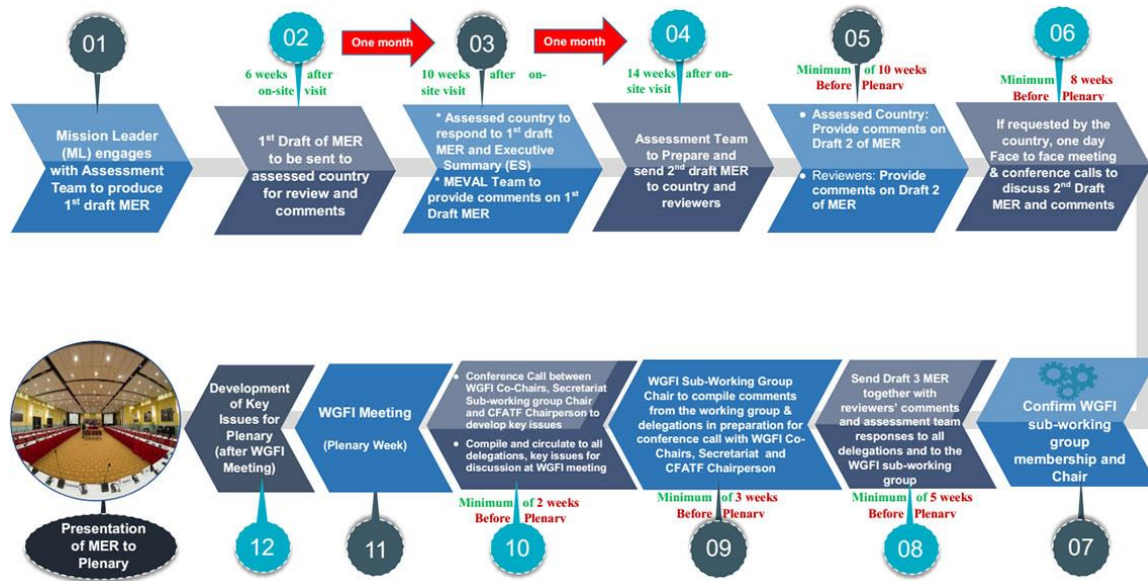 01
Mission Leader
(ML) engages
with Assessment
Team to produce
1st draft MER
02
6 weeks after
on-site visit
1st Draft of MER
to be sent to
assessed country
for review and
comments
One month
03
10 weeks after on-
site visit
* Assessed country
to respond to 1st draft
MER and Executive
Summary (ES)
* MEVAL Team to
provide comments on 1st
Draft MER
One month
04
14 weeks after on-
site visit
Assessment Team
to Prepare and
send 2nd draft MER
to country and
reviewers
05
Minimum of 10 weeks
Before Plenary
• Assessed Country:
Provide comments on
Draft 2 of MER
• Reviewers: Provide
comments on Draft 2
of MER
06
Minimum 8 weeks
Before Plenary
If requested by the
country, one day
Face to face meeting
& conference calls to
discuss 2nd Draft
MER and comments
Confirm WGFI
sub-working
group
membership and
Chair
07
Send Draft 3 MER
together with
reviewers' comments
and assessment team
responses to all
delegations and to the
WGFI sub-working
group
Minimum of 5 weeks
Before Plenary
08
WGFI Sub-Working Group
Chair to compile comments
from the working group &
delegations in preparation for
conference call with WGFI Co-
Chairs, Secretariat and
CFATF Chairperson
Minimum of 3 weeks
Before Plenary
09
• Conference Call between
WGFI Co-Chairs, Secretariat
Sub-working group Chair
and CFATF Chairperson to
develop key issues
• Compile and circulate to all
delegations, key issues for
discussion at WGFI meeting
Minimum of 2 weeks
Before Plenary
10
WGFI Meeting
(Plenary Week)
11
Development
of Key
Issues for
Plenary
(after WGFI
Meeting)
12
Presentation
of MER to
Plenary